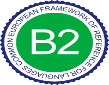 COMMON EUROPEAN FRAMEWORK OF REFERENCE FOR LANGUAGES
B2